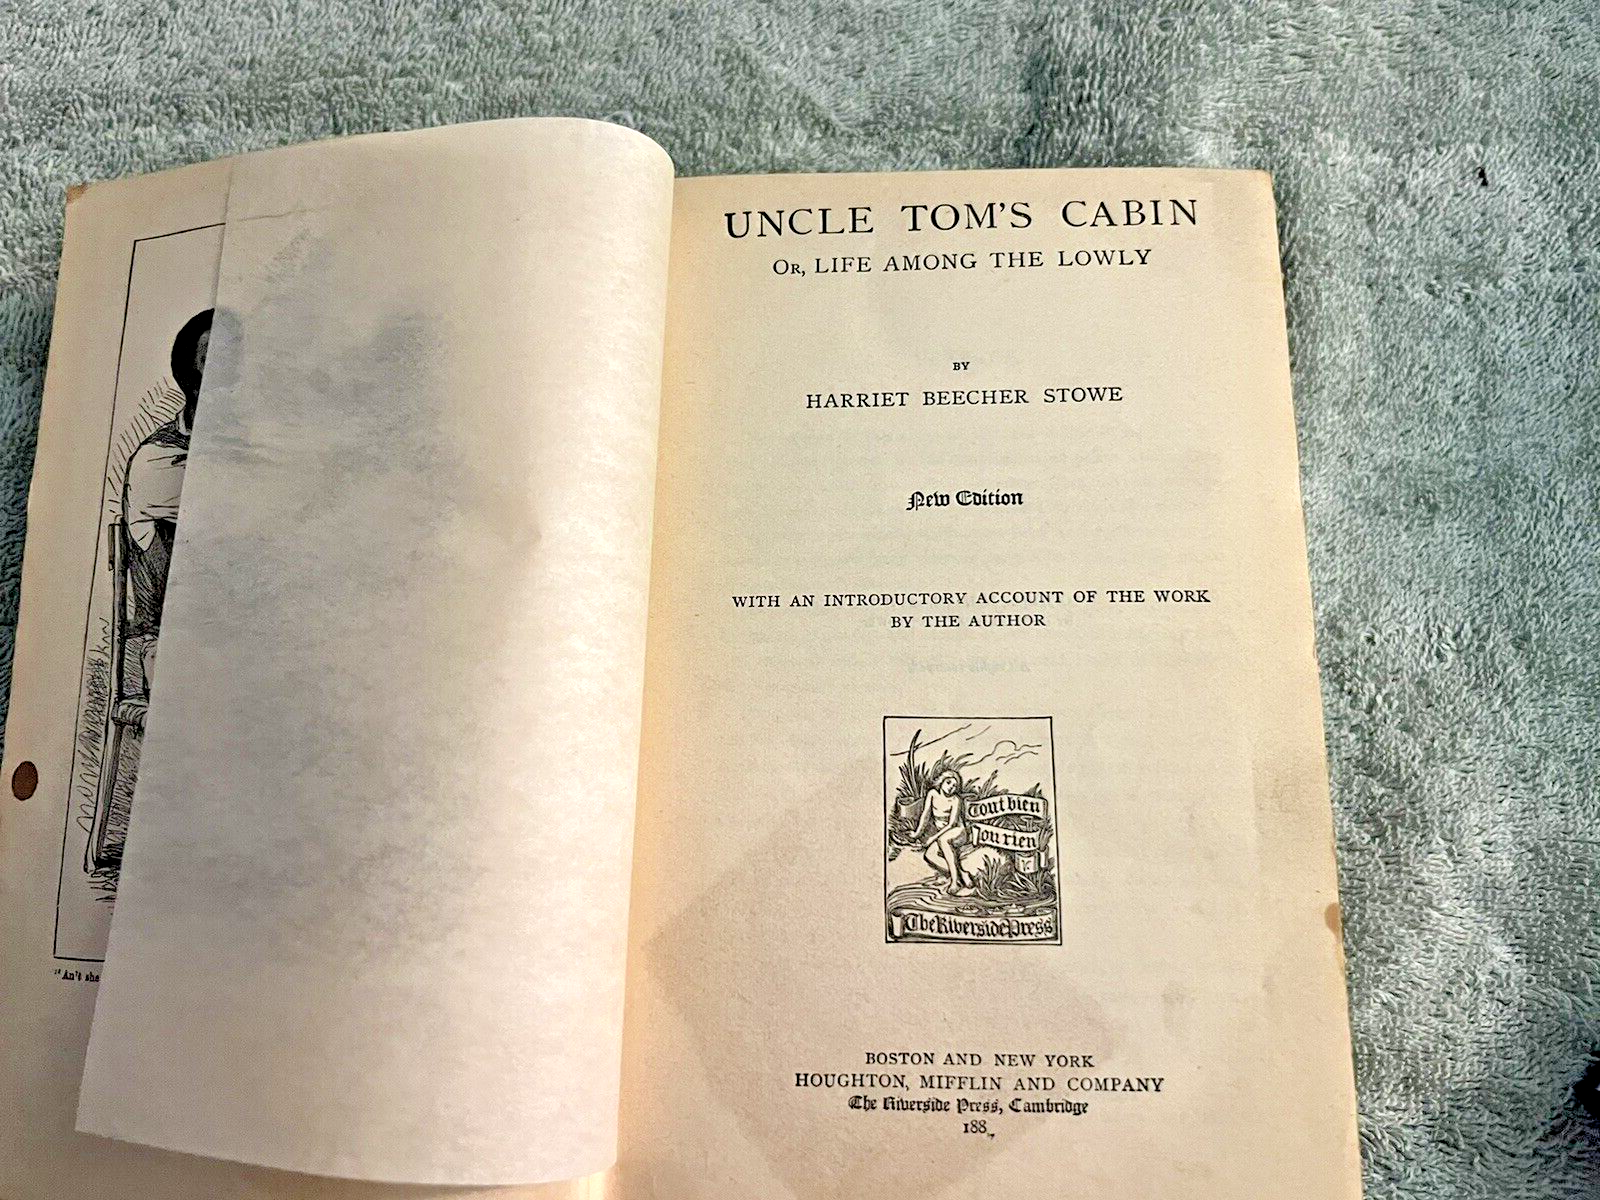 UNCLE TOM'S CABIN
OR, LIFE AMONG THE LOWLY
BY
HARRIET BEECHER STOWE
New Edition
WITH AN INTRODUCTORY ACCOUNT OF THE WORK
BY THE AUTHOR
Tout bien
ou rien
The Riverside Press
"An't she
BOSTON AND NEW YORK
HOUGHTON, MIFFLIN AND COMPANY
The Riverside Press, Cambridge